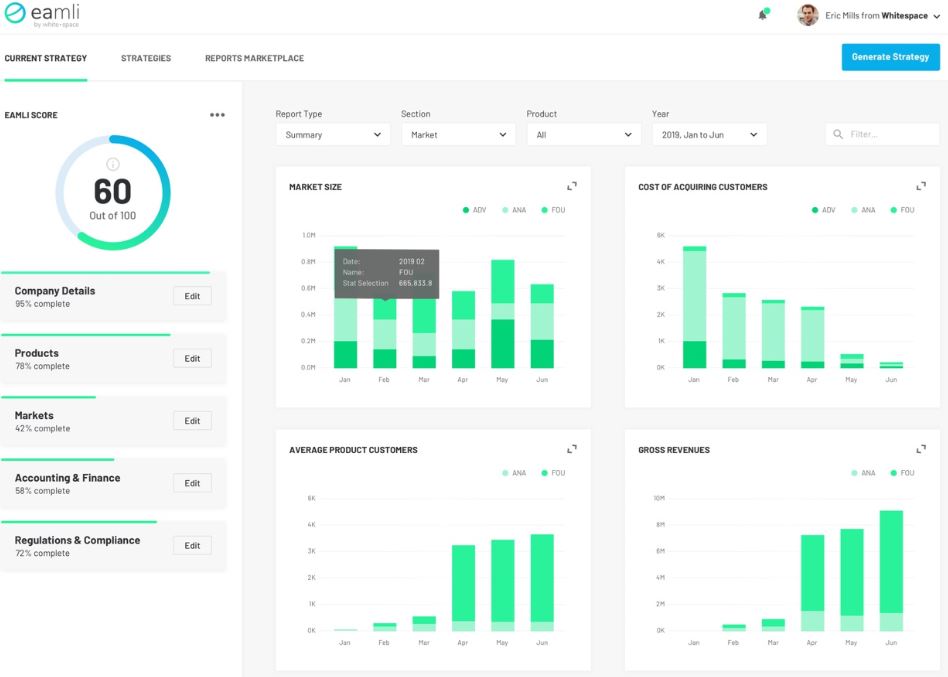 eamli
by white·space
Eric Mills from Whitespace
CURRENT STRATEGY
STRATEGIES
REPORTS MARKETPLACE
Generate Strategy
EAMLI SCORE
60
Out of 100
Company Details
95% complete
Edit
Products
78% complete
Edit
Markets
42% complete
Edit
Accounting & Finance
58% complete
Edit
Regulations & Compliance
72% complete
Edit
Report Type
Summary
Section
Market
Product
All
Year
2019, Jan to Jun
Filter...
MARKET SIZE
ADV ANA FOU
1.0M
0.8M
0.6M
0.4M
0.2M
0.0M
Date: 2019 02
Name: FOU
Stat Selection 665,833.8
Jan Feb Mar Apr May Jun
COST OF ACQUIRING CUSTOMERS
ADV ANA FOU
6K
4K
3K
2K
1K
0K
Jan Feb Mar Apr May Jun
AVERAGE PRODUCT CUSTOMERS
ANA FOU
6K
4K
3K
2K
1K
0K
Jan Feb Mar Apr May Jun
GROSS REVENUES
ANA FOU
10M
8M
6M
4M
2M
0K
Jan Feb Mar Apr May Jun